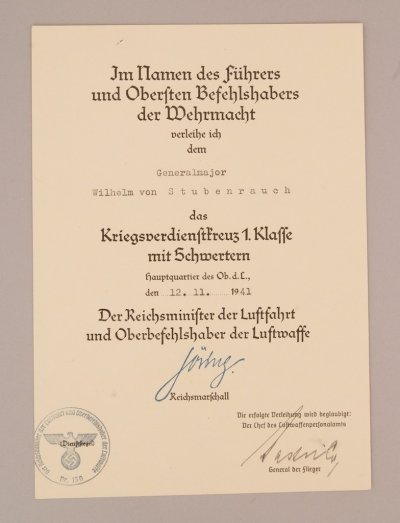 Im Namen des Führers
und Obersten Befehlshabers
der Wehrmacht
verleihe ich
dem
Generalmajor
Wilhelm von Stubenrauch
das
Kriegsverdienstkreuz 1. Klasse
mit Schwertern
Hauptquartier des Ob. d. L.,
den 12. 11. 1941
Der Reichsminister der Luftfahrt
und Oberbefehlshaber der Luftwaffe
Göring.
Reichsmarschall
Die erfolgte Verleihung wird beglaubigt:
Der Chef des Luftwaffenpersonalamts
General der Flieger
(Dienstsiegel)